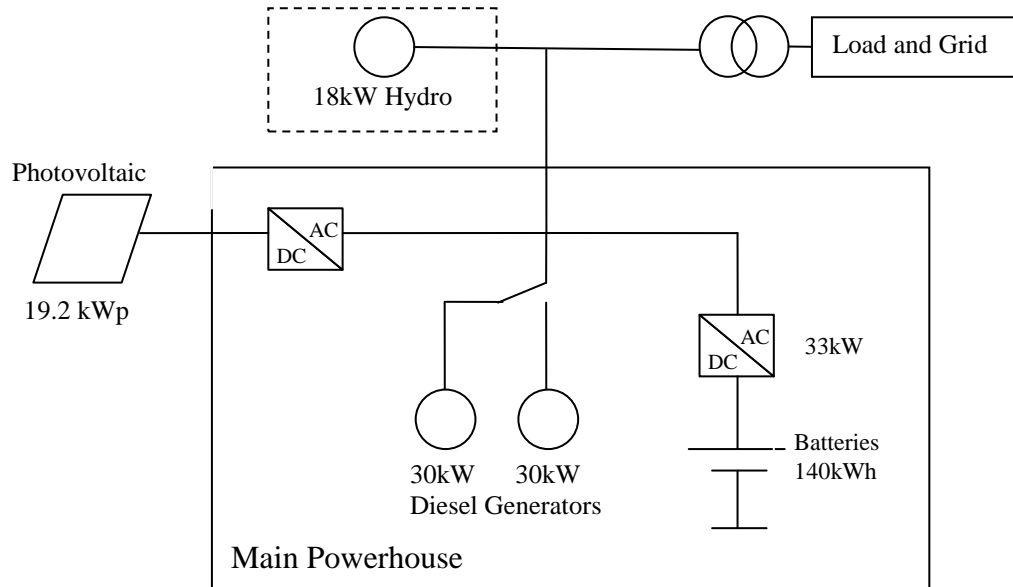 Load and Grid
18kW Hydro
Photovoltaic
AC
DC
19.2 kWp
AC
DC
33kW
Batteries
140kWh
30kW 30kW
Diesel Generators
Main Powerhouse